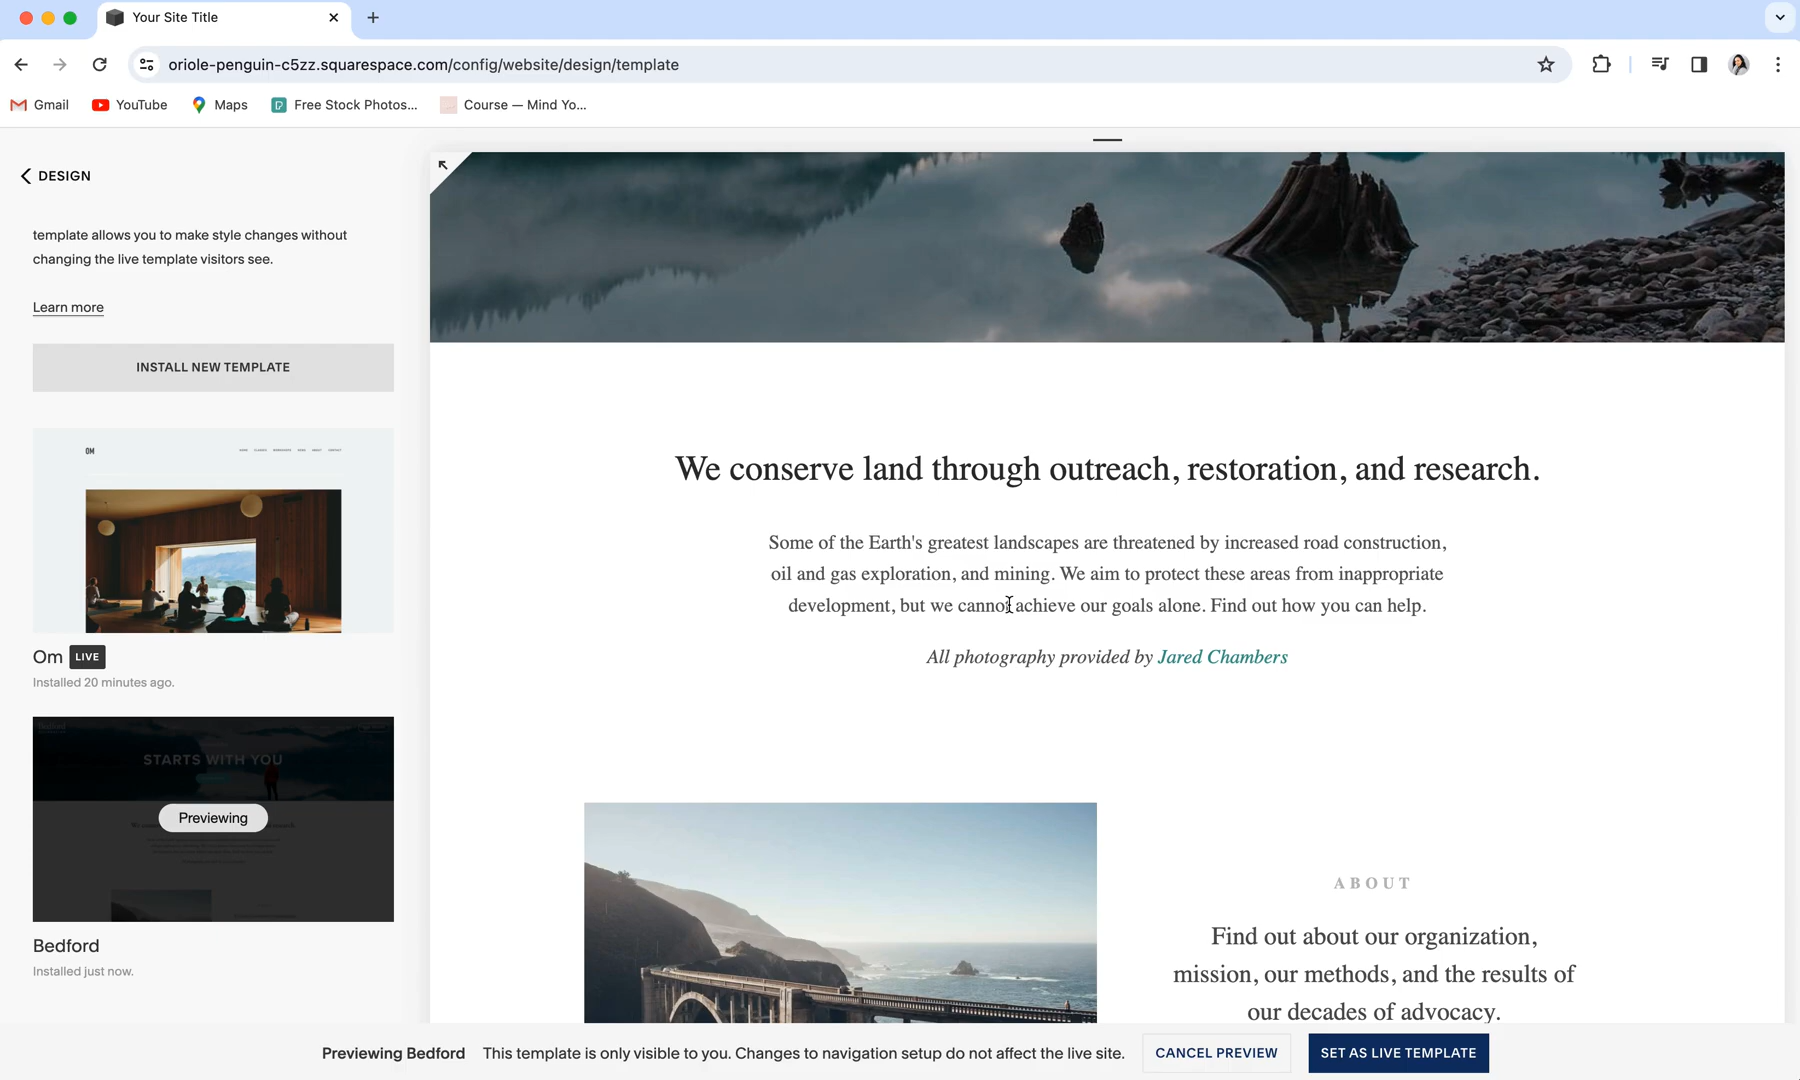 Your Site Title
oriole-penguin-c5zz.squarespace.com/config/website/design/template
Gmail
YouTube
Maps
Free Stock Photos...
Course — Mind Yo...
DESIGN
template allows you to make style changes without
changing the live template visitors see.
Learn more
INSTALL NEW TEMPLATE
OM
HOME CLASSES WORKSHOPS ABOUT CONTACT
Om LIVE
Installed 20 minutes ago.
Bedford
STARTS WITH YOU
Previewing
Bedford
Installed just now.
We conserve land through outreach, restoration, and research.
Some of the Earth's greatest landscapes are threatened by increased road construction,
oil and gas exploration, and mining. We aim to protect these areas from inappropriate
development, but we cannot achieve our goals alone. Find out how you can help.
All photography provided by Jared Chambers
ABOUT
Find out about our organization,
mission, our methods, and the results of
our decades of advocacy.
Previewing Bedford This template is only visible to you. Changes to navigation setup do not affect the live site.
CANCEL PREVIEW
SET AS LIVE TEMPLATE